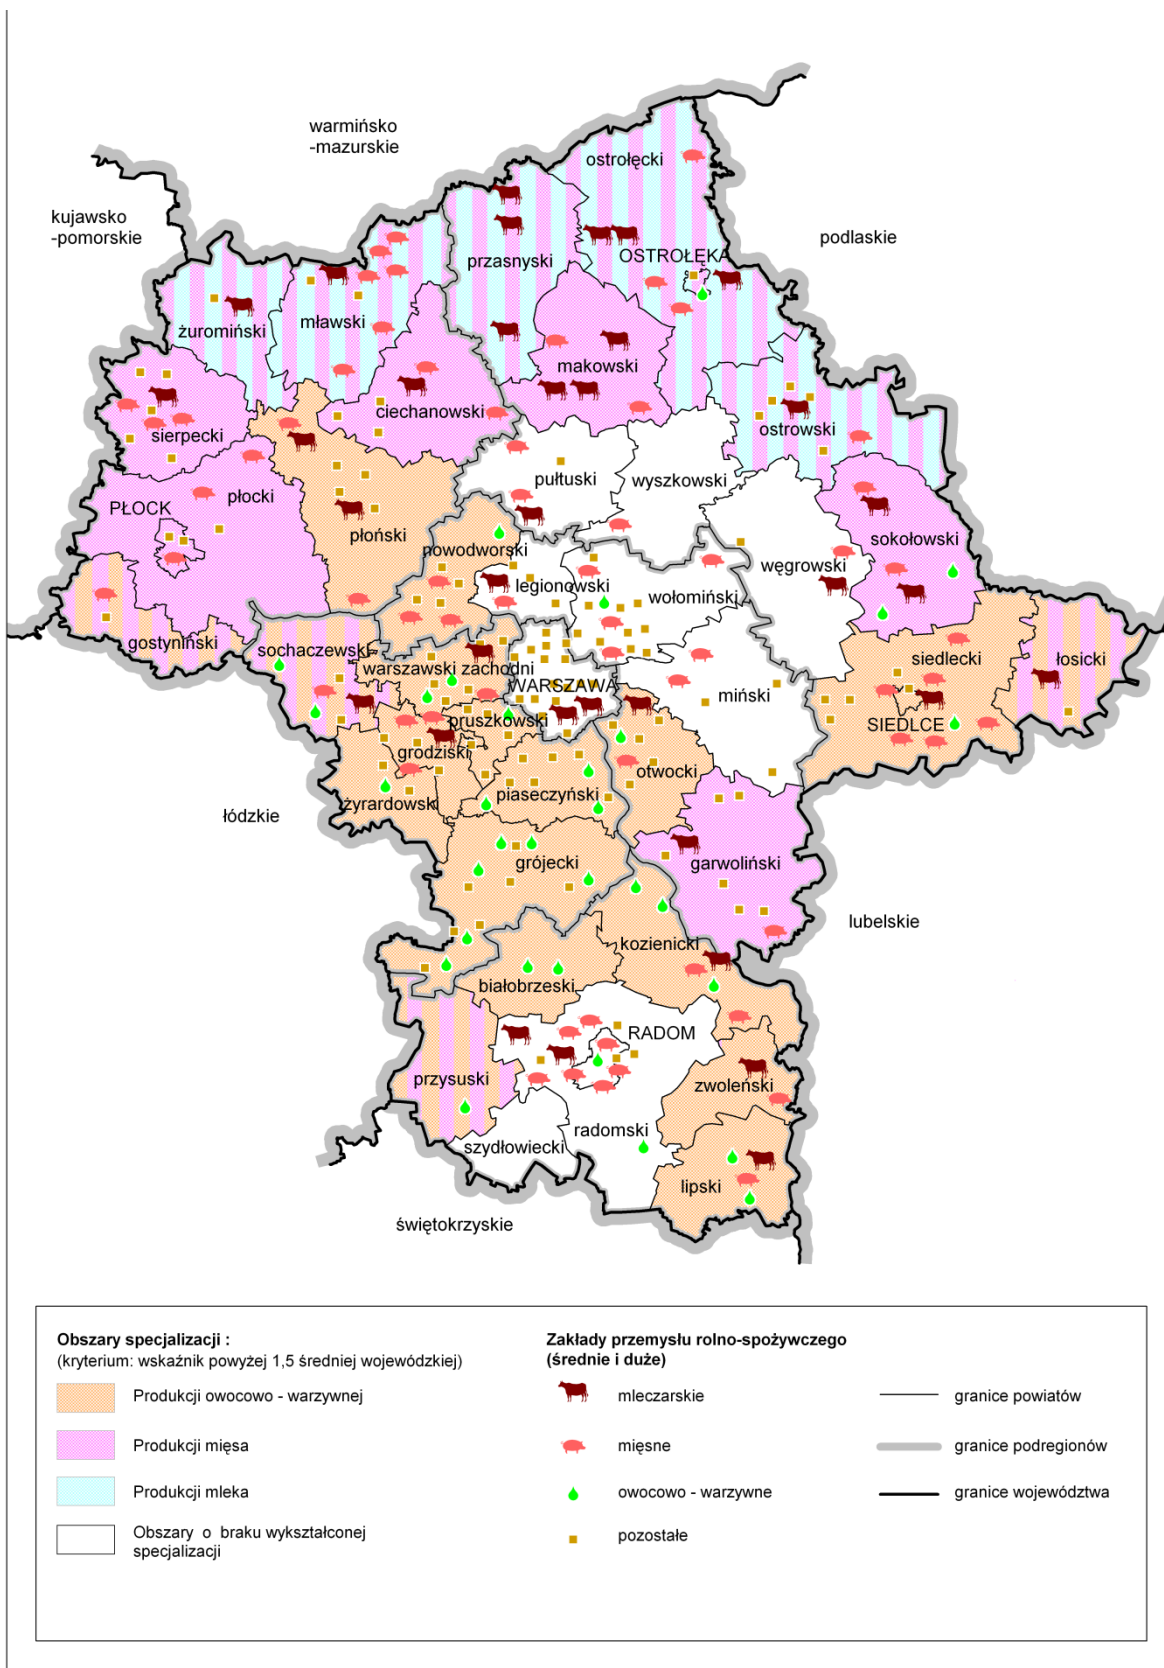 warmińsko
-mazurskie
kujawsko
-pomorskie
podlaskie
ostrołęcki
OSTROŁĘKA
przasnyski
mławski
żuromiński
makowski
ciechanowski
sierpecki
ostrowski
pułtuski
wyszkowski
płocki
PŁOCK
płoński
nowodworski
legionowski
wołomiński
węgrowski
sokołowski
gostyniński
sochaczewski
warszawski zachodni
WARSZAWA
miński
siedlecki
SIEDLCE
łosicki
pruszkowski
grodziski
otwocki
piaseczyński
żyrardowski
łódzkie
grójecki
garwoliński
lubelskie
kozienicki
białobrzeski
RADOM
przysuski
zwoleński
radomski
szydłowiecki
lipski
świętokrzyskie
Obszary specjalizacji :
(kryterium: wskaźnik powyżej 1,5 średniej wojewódzkiej)
Produkcji owocowo - warzywnej
Produkcji mięsa
Produkcji mleka
Obszary o braku wykształconej
specjalizacji
Zakłady przemysłu rolno-spożywczego
(średnie i duże)
mleczarskie
mięsne
owocowo - warzywne
pozostałe
granice powiatów
granice podregionów
granice województwa